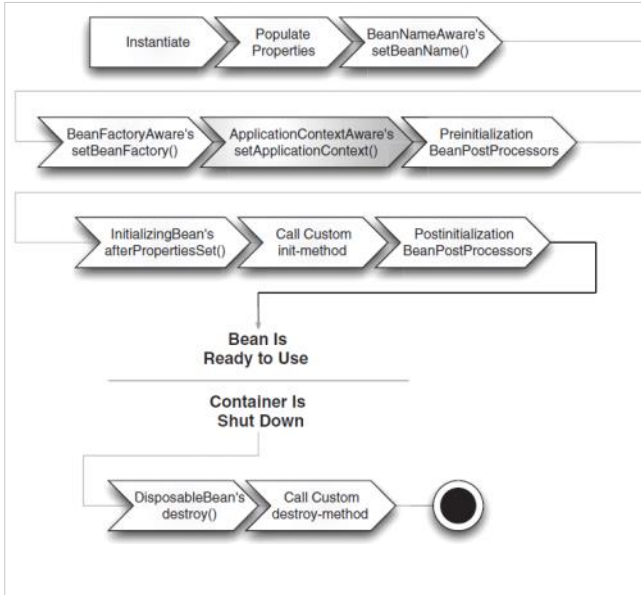 Instantiate
Populate
Properties
BeanNameAware's
setBeanName()
BeanFactoryAware's
setBeanFactory()
ApplicationContextAware's
setApplicationContext()
Preinitialization
BeanPostProcessors
InitializingBean's
afterPropertiesSet()
Call Custom
init-method
Postinitialization
BeanPostProcessors
Bean Is
Ready to Use
Container Is
Shut Down
DisposableBean's
destroy()
Call Custom
destroy-method